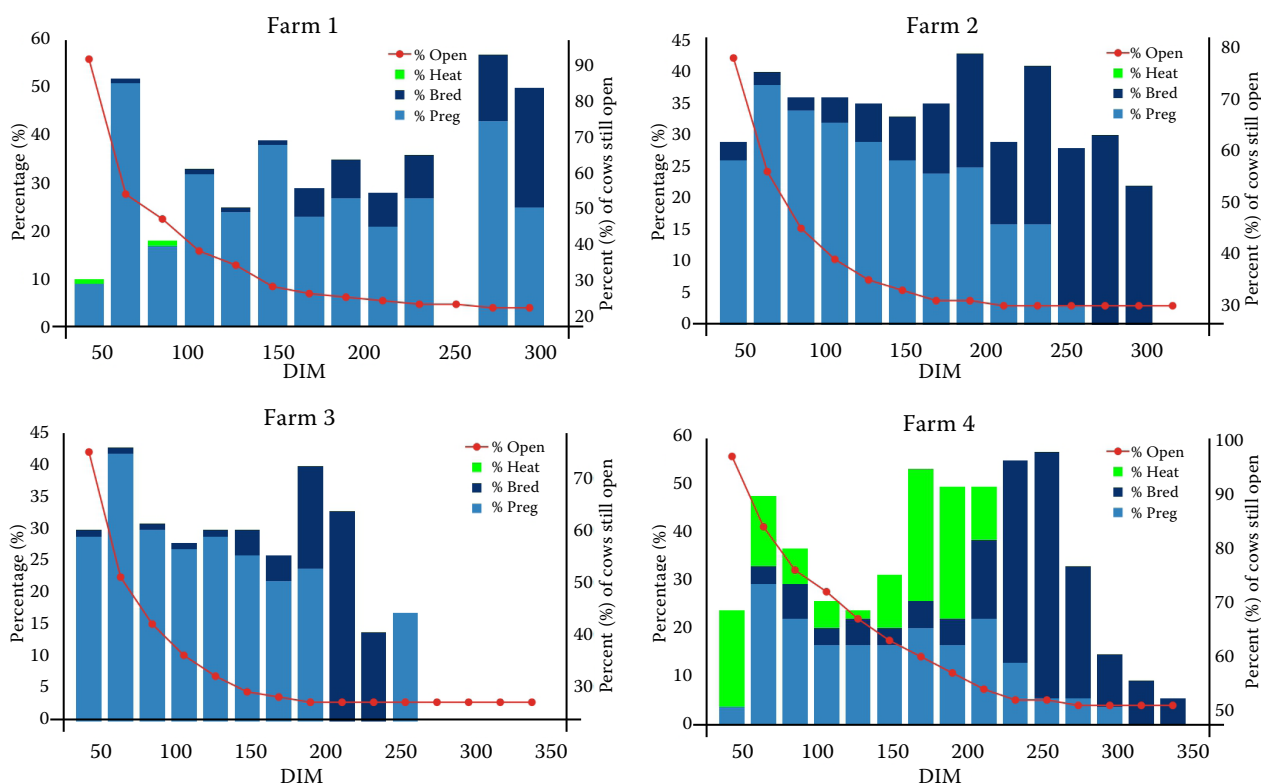 Farm 1
60
50
40
30
20
10
0
Percentage (%)
% Open
% Heat
% Bred
% Preg
90
80
70
60
50
40
30
20
Percent (%) of cows still open
50 100 150 200 250 300
DIM
Farm 2
45
40
35
30
25
20
15
10
5
0
Percentage (%)
% Open
% Heat
% Bred
% Preg
80
70
60
50
40
30
Percent (%) of cows still open
50 100 150 200 250 300
DIM
Farm 3
45
40
35
30
25
20
15
10
5
0
Percentage (%)
% Open
% Heat
% Bred
% Preg
70
60
50
40
30
Percent (%) of cows still open
50 100 150 200 250 300 350
DIM
Farm 4
60
50
40
30
20
10
0
Percentage (%)
% Open
% Heat
% Bred
% Preg
100
90
80
70
60
50
Percent (%) of cows still open
50 100 150 200 250 300 350
DIM